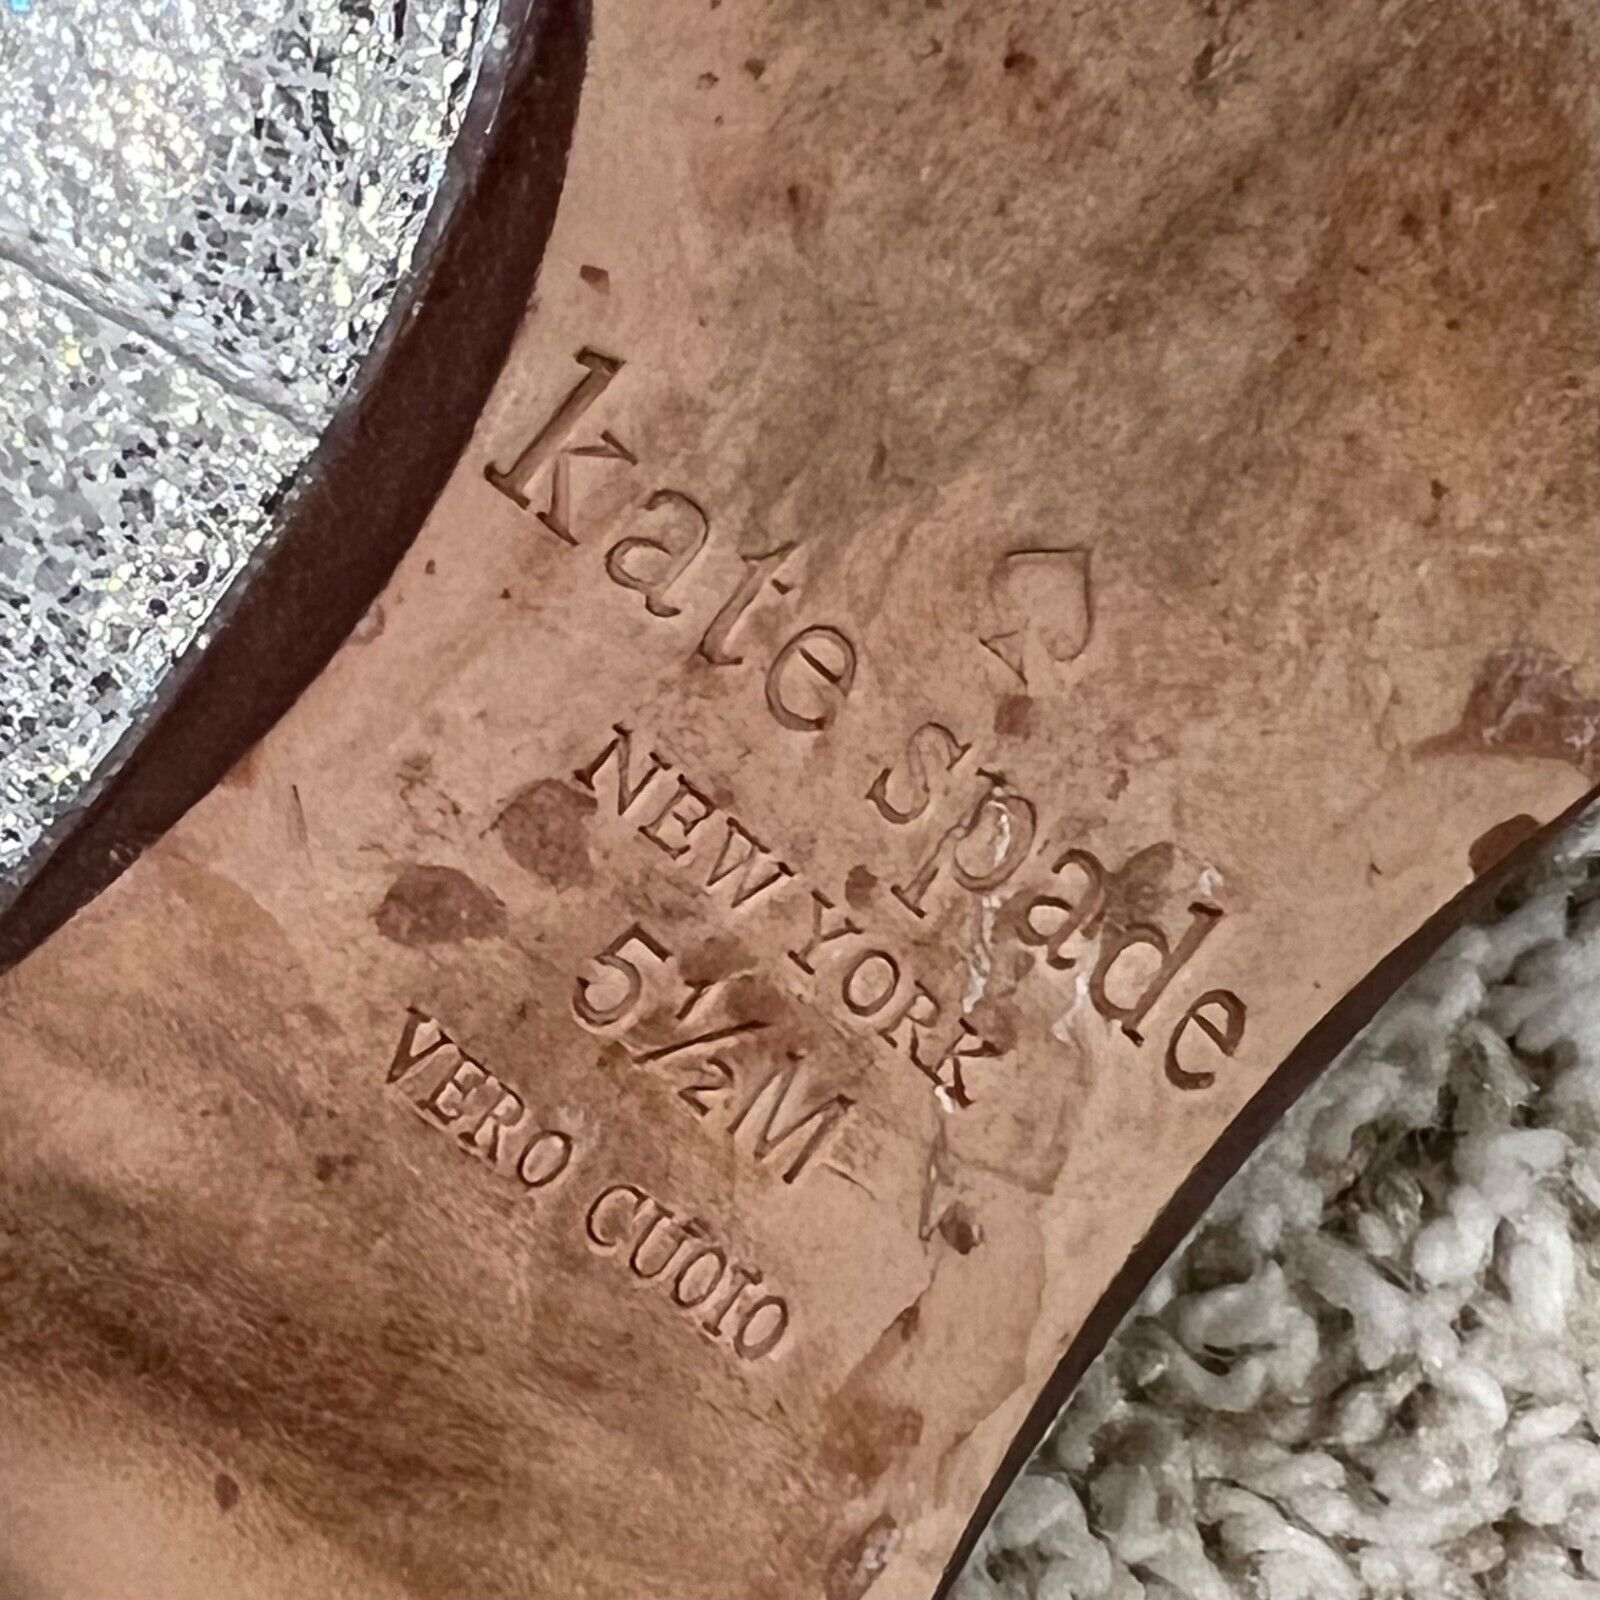 kate spade
NEW YORK
5½M
VERO CUOIO